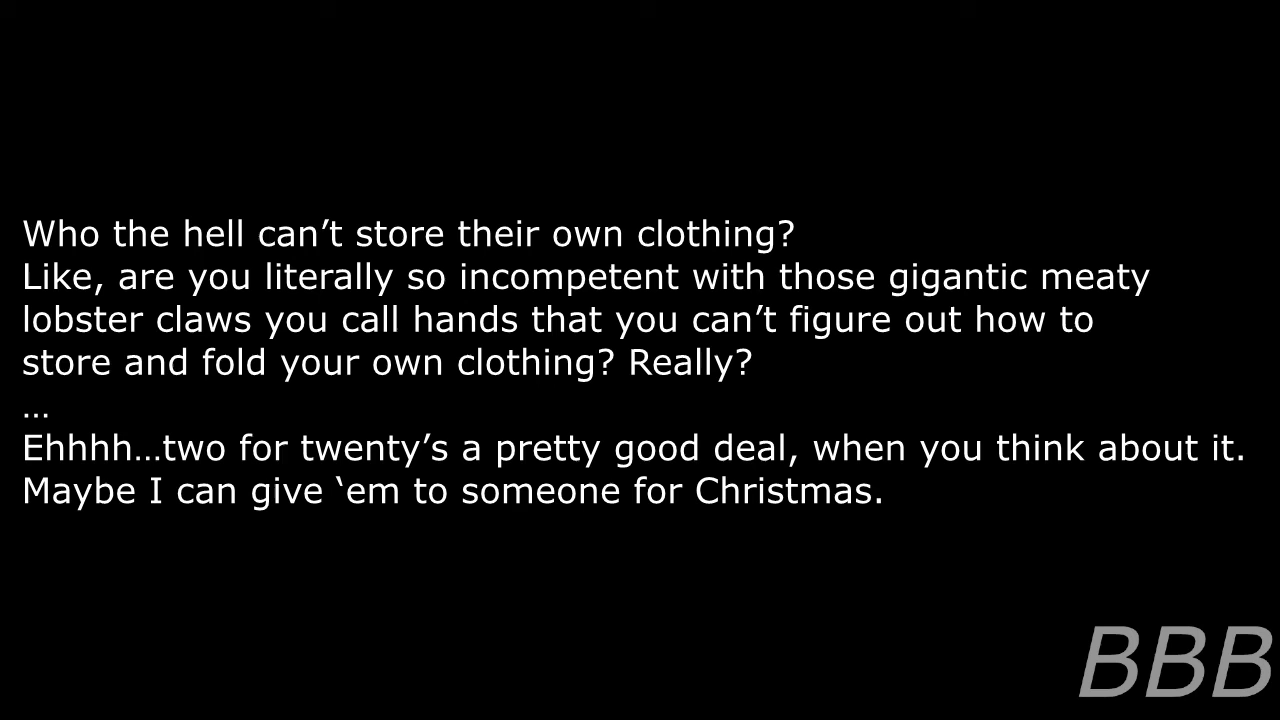 Who the hell can’t store their own clothing?
Like, are you literally so incompetent with those gigantic meaty
lobster claws you call hands that you can’t figure out how to
store and fold your own clothing? Really?
…
Ehhhh…two for twenty’s a pretty good deal, when you think about it.
Maybe I can give ‘em to someone for Christmas.
BBB